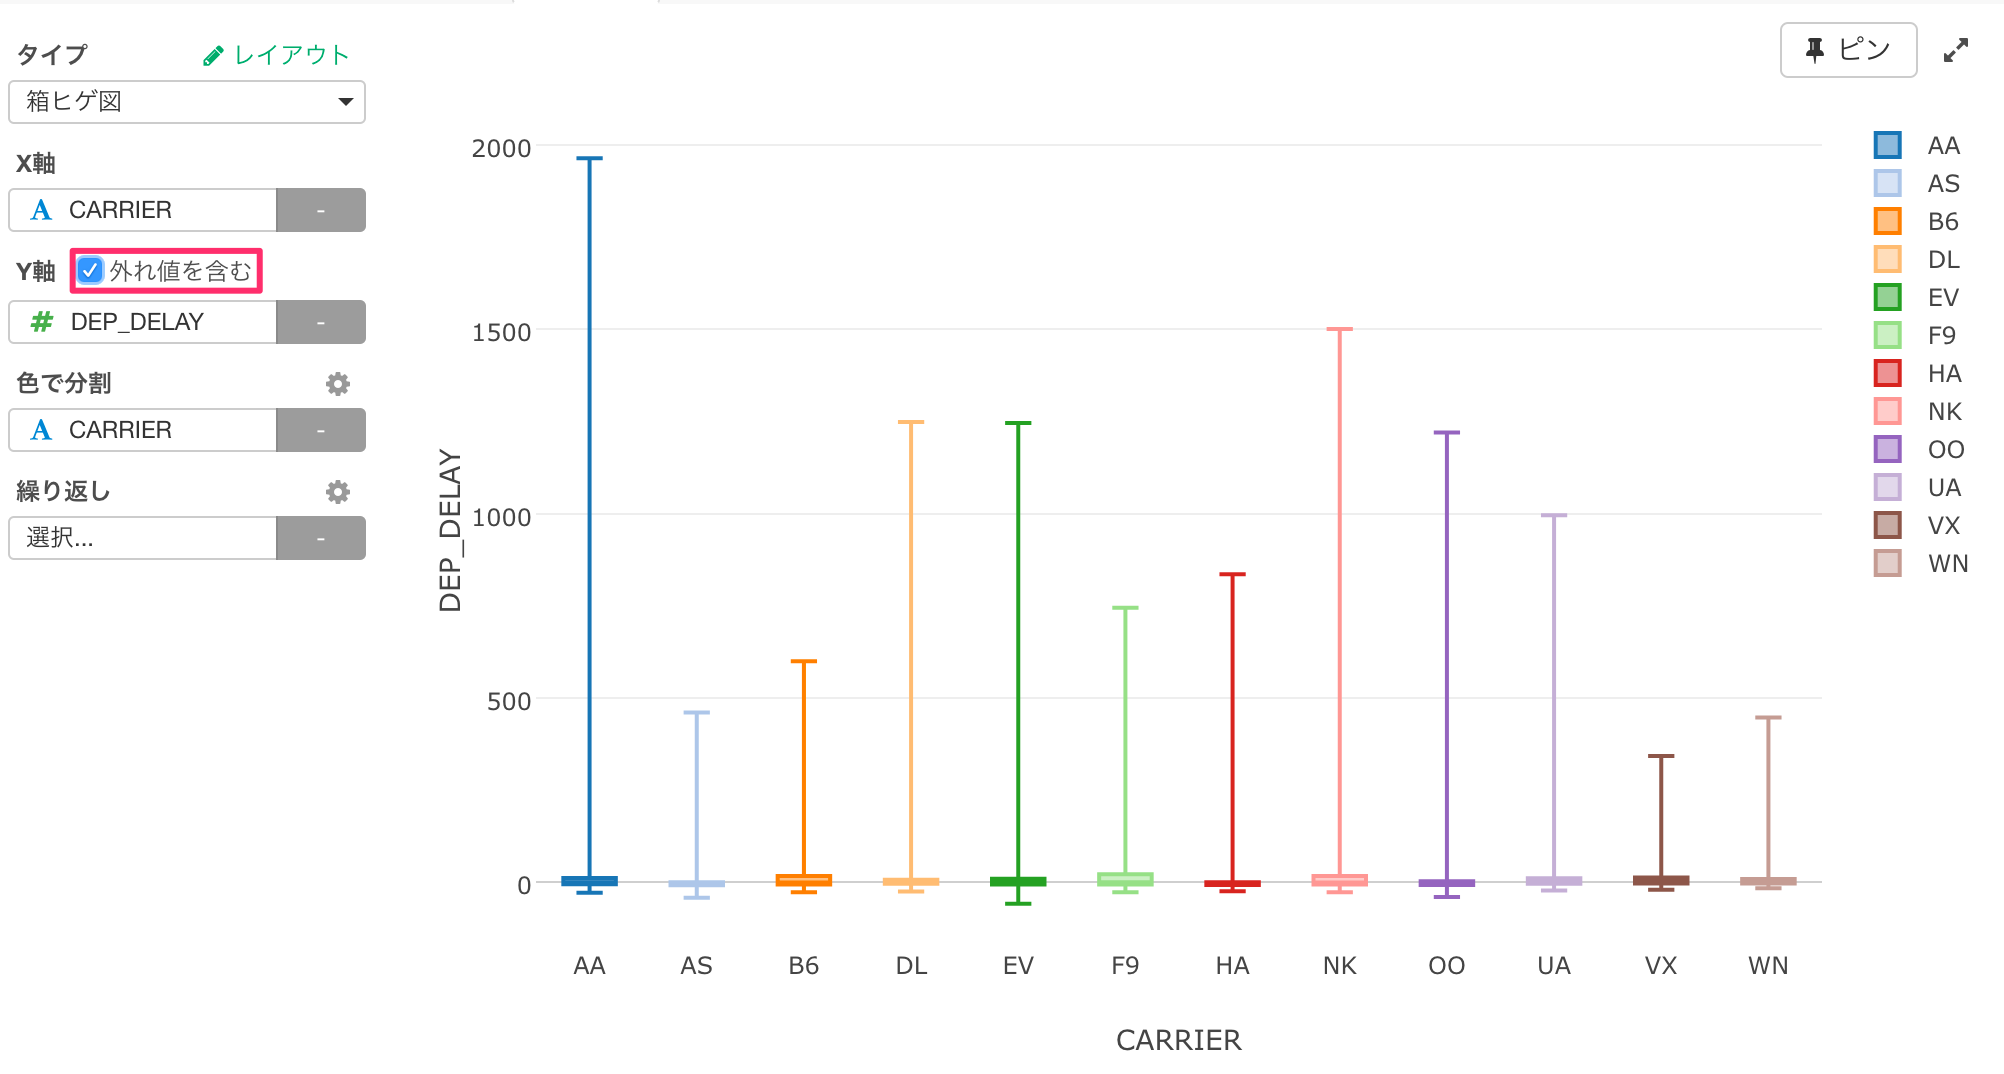 タイプ
レイアウト
箱ヒゲ図
X軸
A CARRIER
-
Y軸 外れ値を含む
# DEP_DELAY
-
色で分割
A CARRIER
-
繰り返し
選択...
-
ピン
2000
1500
1000
500
0
DEP_DELAY
AA AS B6 DL EV F9 HA NK OO UA VX WN
CARRIER
AA
AS
B6
DL
EV
F9
HA
NK
OO
UA
VX
WN